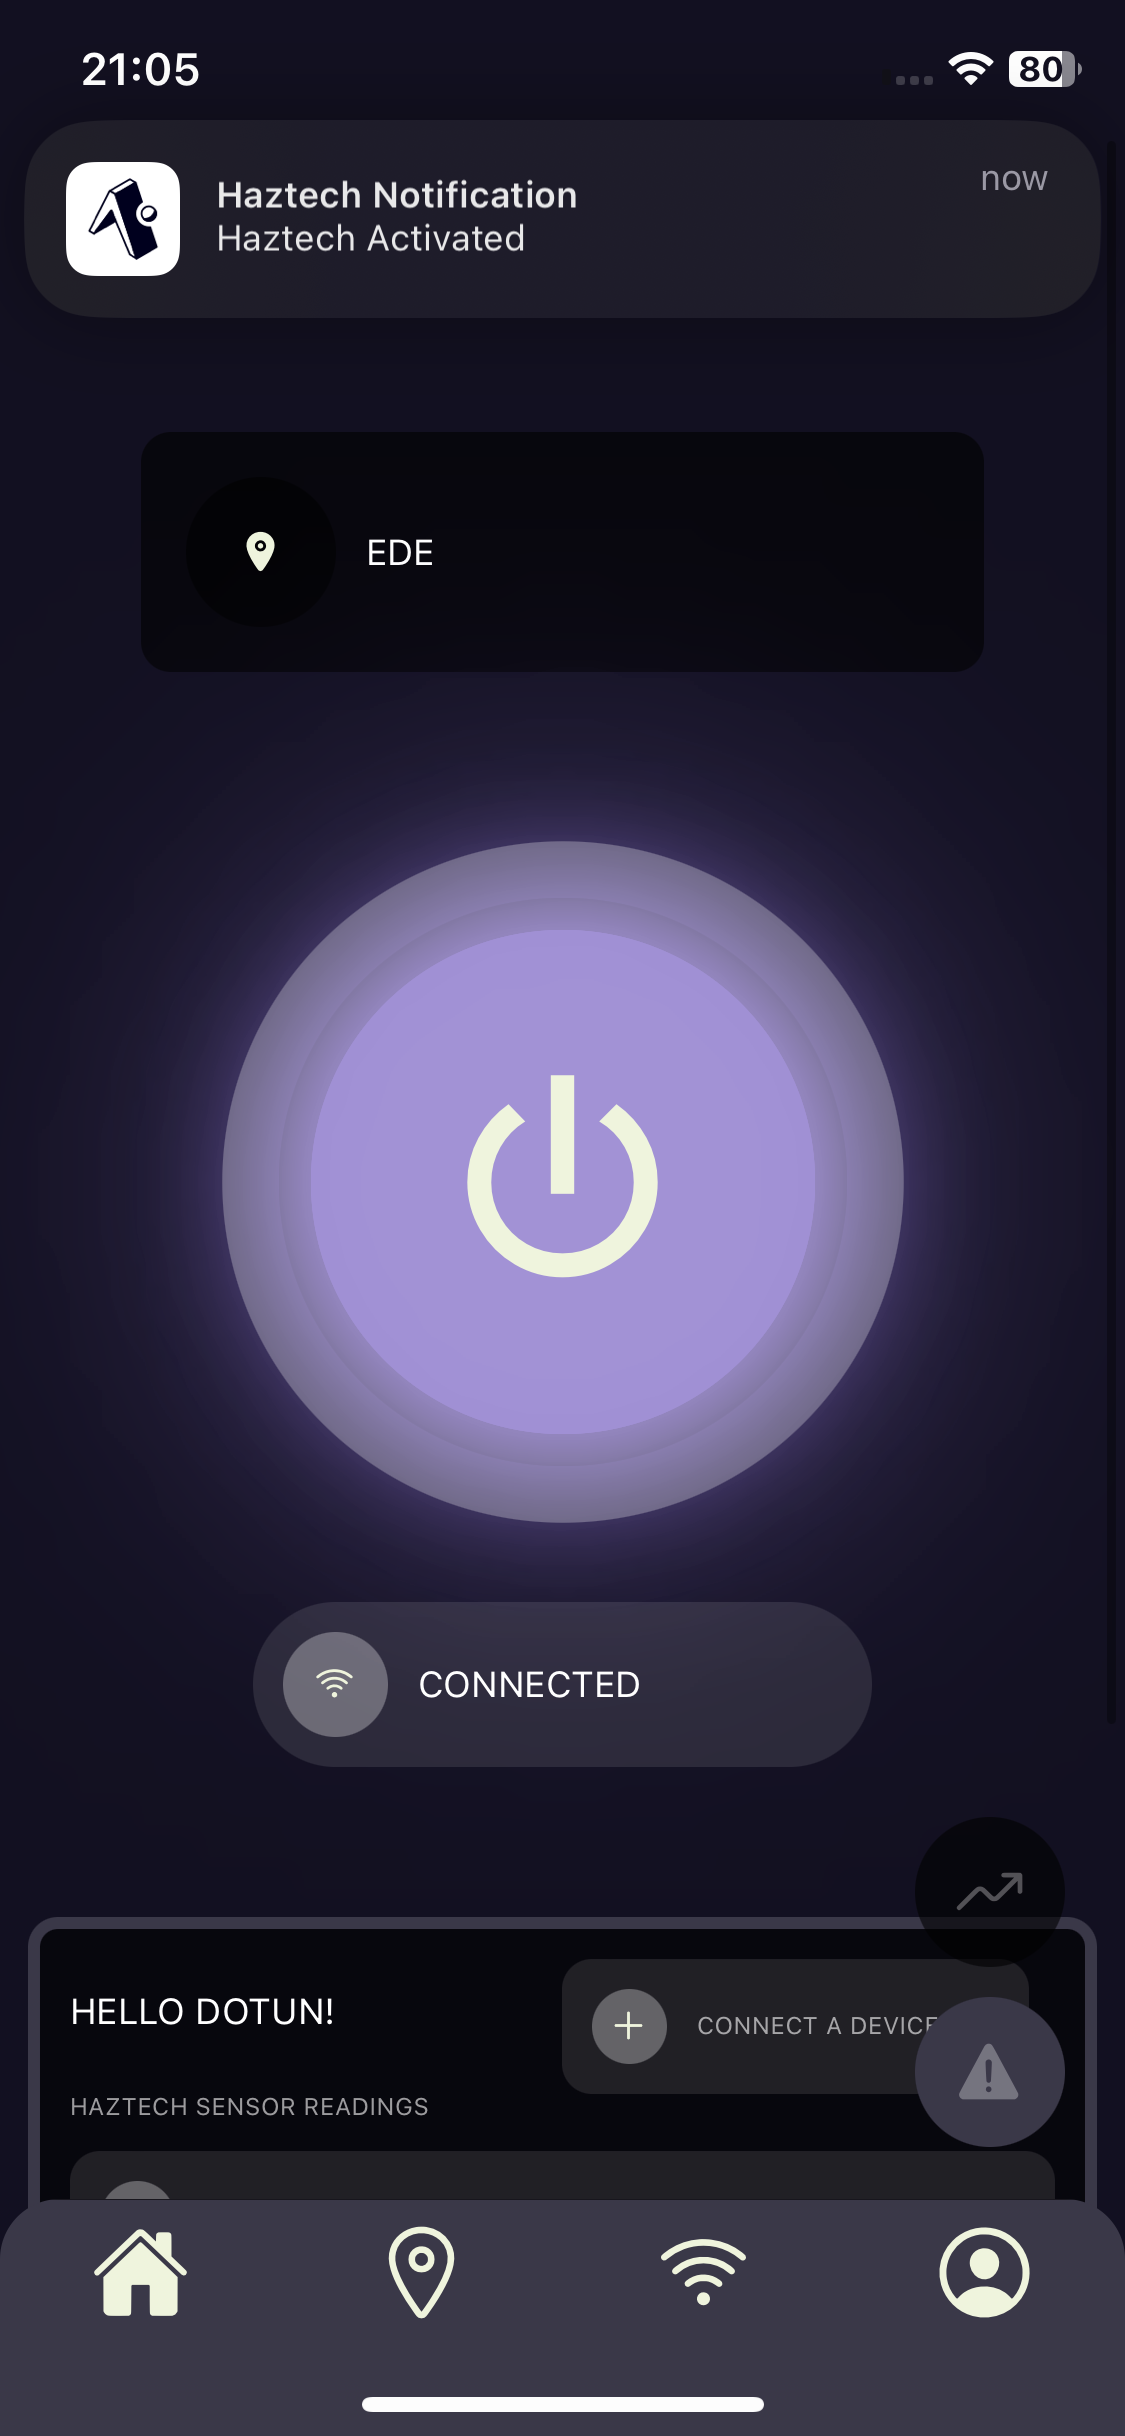 21:05
80
Haztech Notification
now
Haztech Activated
EDE
CONNECTED
HELLO DOTUN!
CONNECT A DEVICE
HAZTECH SENSOR READINGS